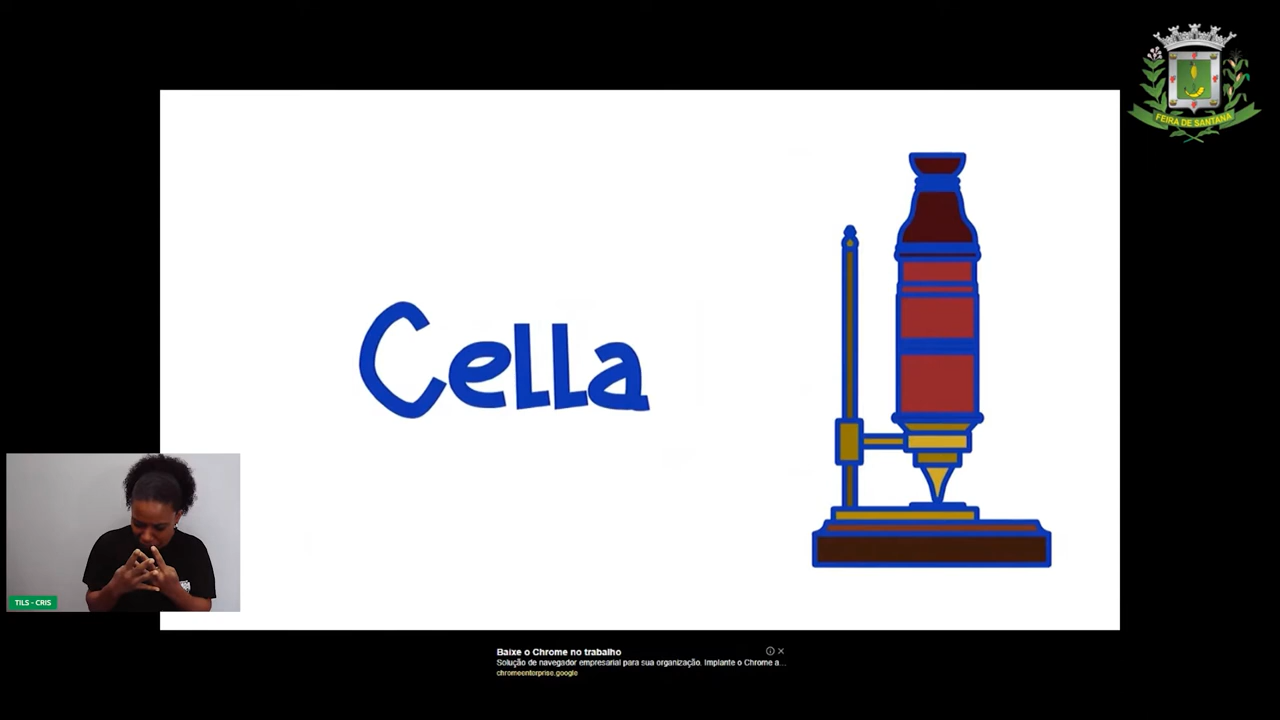 FEIRA DE SANTANA
Cella
TILS - CRIS
Baixe o Chrome no trabalho
Solução de navegador empresarial para sua organização. Implante o Chrome a...
chromeenterprise.google